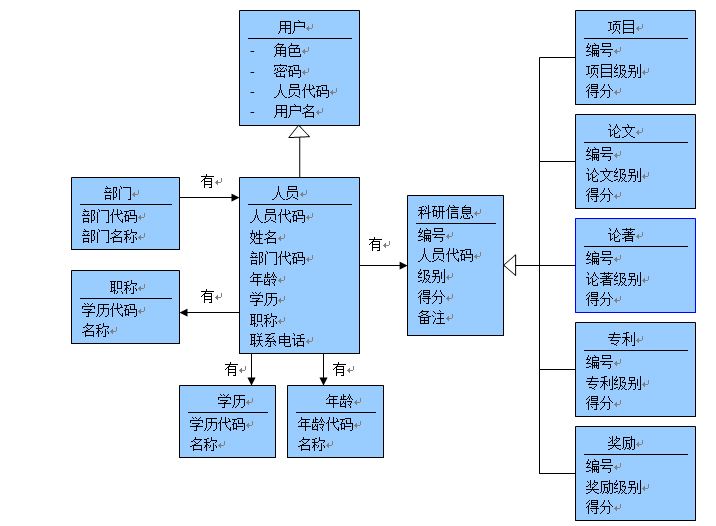 用户
- 角色
- 密码
- 人员代码
- 用户名
部门
部门代码
部门名称
有
人员
人员代码
姓名
部门代码
年龄
学历
职称
联系电话
职称
学历代码
名称
有
有
学历
学历代码
名称
有
年龄
年龄代码
名称
有
科研信息
编号
人员代码
级别
得分
备注
项目
编号
项目级别
得分
论文
编号
论文级别
得分
论著
编号
论著级别
得分
专利
编号
专利级别
得分
奖励
编号
奖励级别
得分